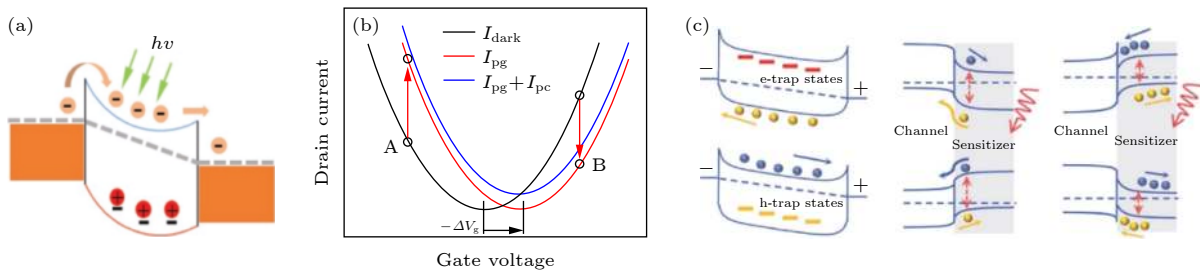 (a)
hν
(b)
I_dark
I_pg
I_pg + I_pc
A
B
−ΔV_g
Drain current
Gate voltage
(c)
−
e-trap states
+
−
h-trap states
+
Channel
Sensitizer
Channel
Sensitizer